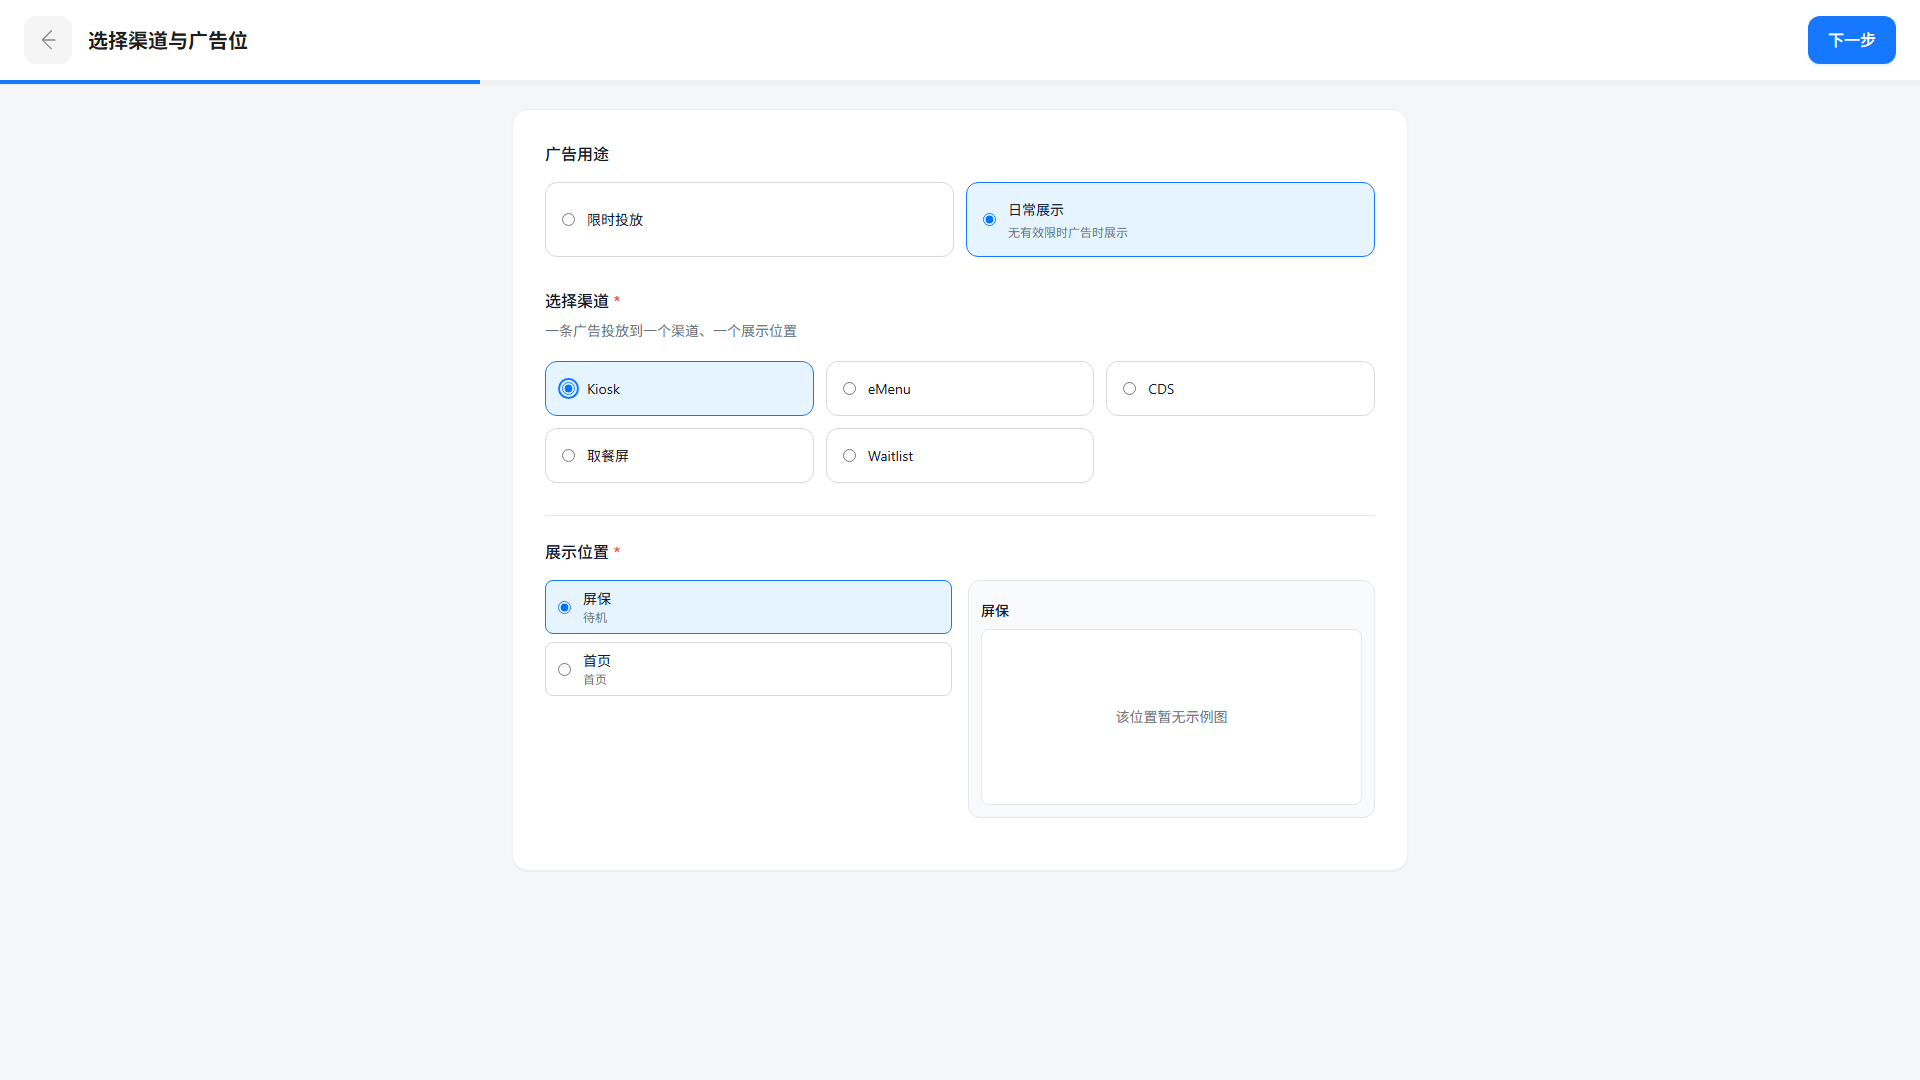 选择渠道与广告位
下一步
广告用途
限时投放
日常展示
无有效限时广告时展示
选择渠道 *
一条广告投放到一个渠道、一个展示位置
Kiosk
eMenu
CDS
取餐屏
Waitlist
展示位置 *
屏保
待机
首页
首页
屏保
该位置暂无示例图